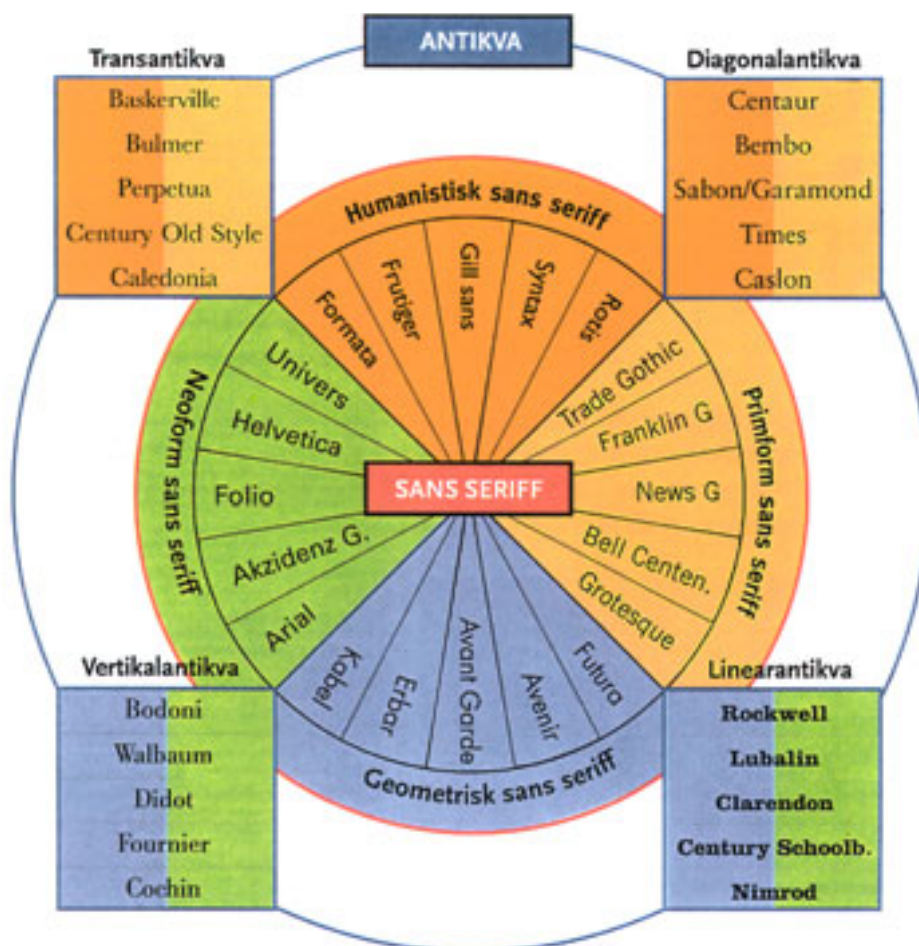 ANTIKVA
Transantikva
Baskerville
Bulmer
Perpetua
Century Old Style
Caledonia
Diagonalantikva
Centaur
Bembo
Sabon/Garamond
Times
Caslon
Humanistisk sans seriff
Formata
Frutiger
Gill sans
Syntax
Rotis
Primform sans seriff
Trade Gothic
Franklin G
News G
Bell Centen.
Grotesque
SANS SERIFF
Neoform sans seriff
Univers
Helvetica
Folio
Akzidenz G.
Arial
Geometrisk sans seriff
Kabel
Erbar
Avant Garde
Avenir
Futura
Vertikalantikva
Bodoni
Walbaum
Didot
Fournier
Cochin
Linearantikva
Rockwell
Lubalin
Clarendon
Century Schoolb.
Nimrod